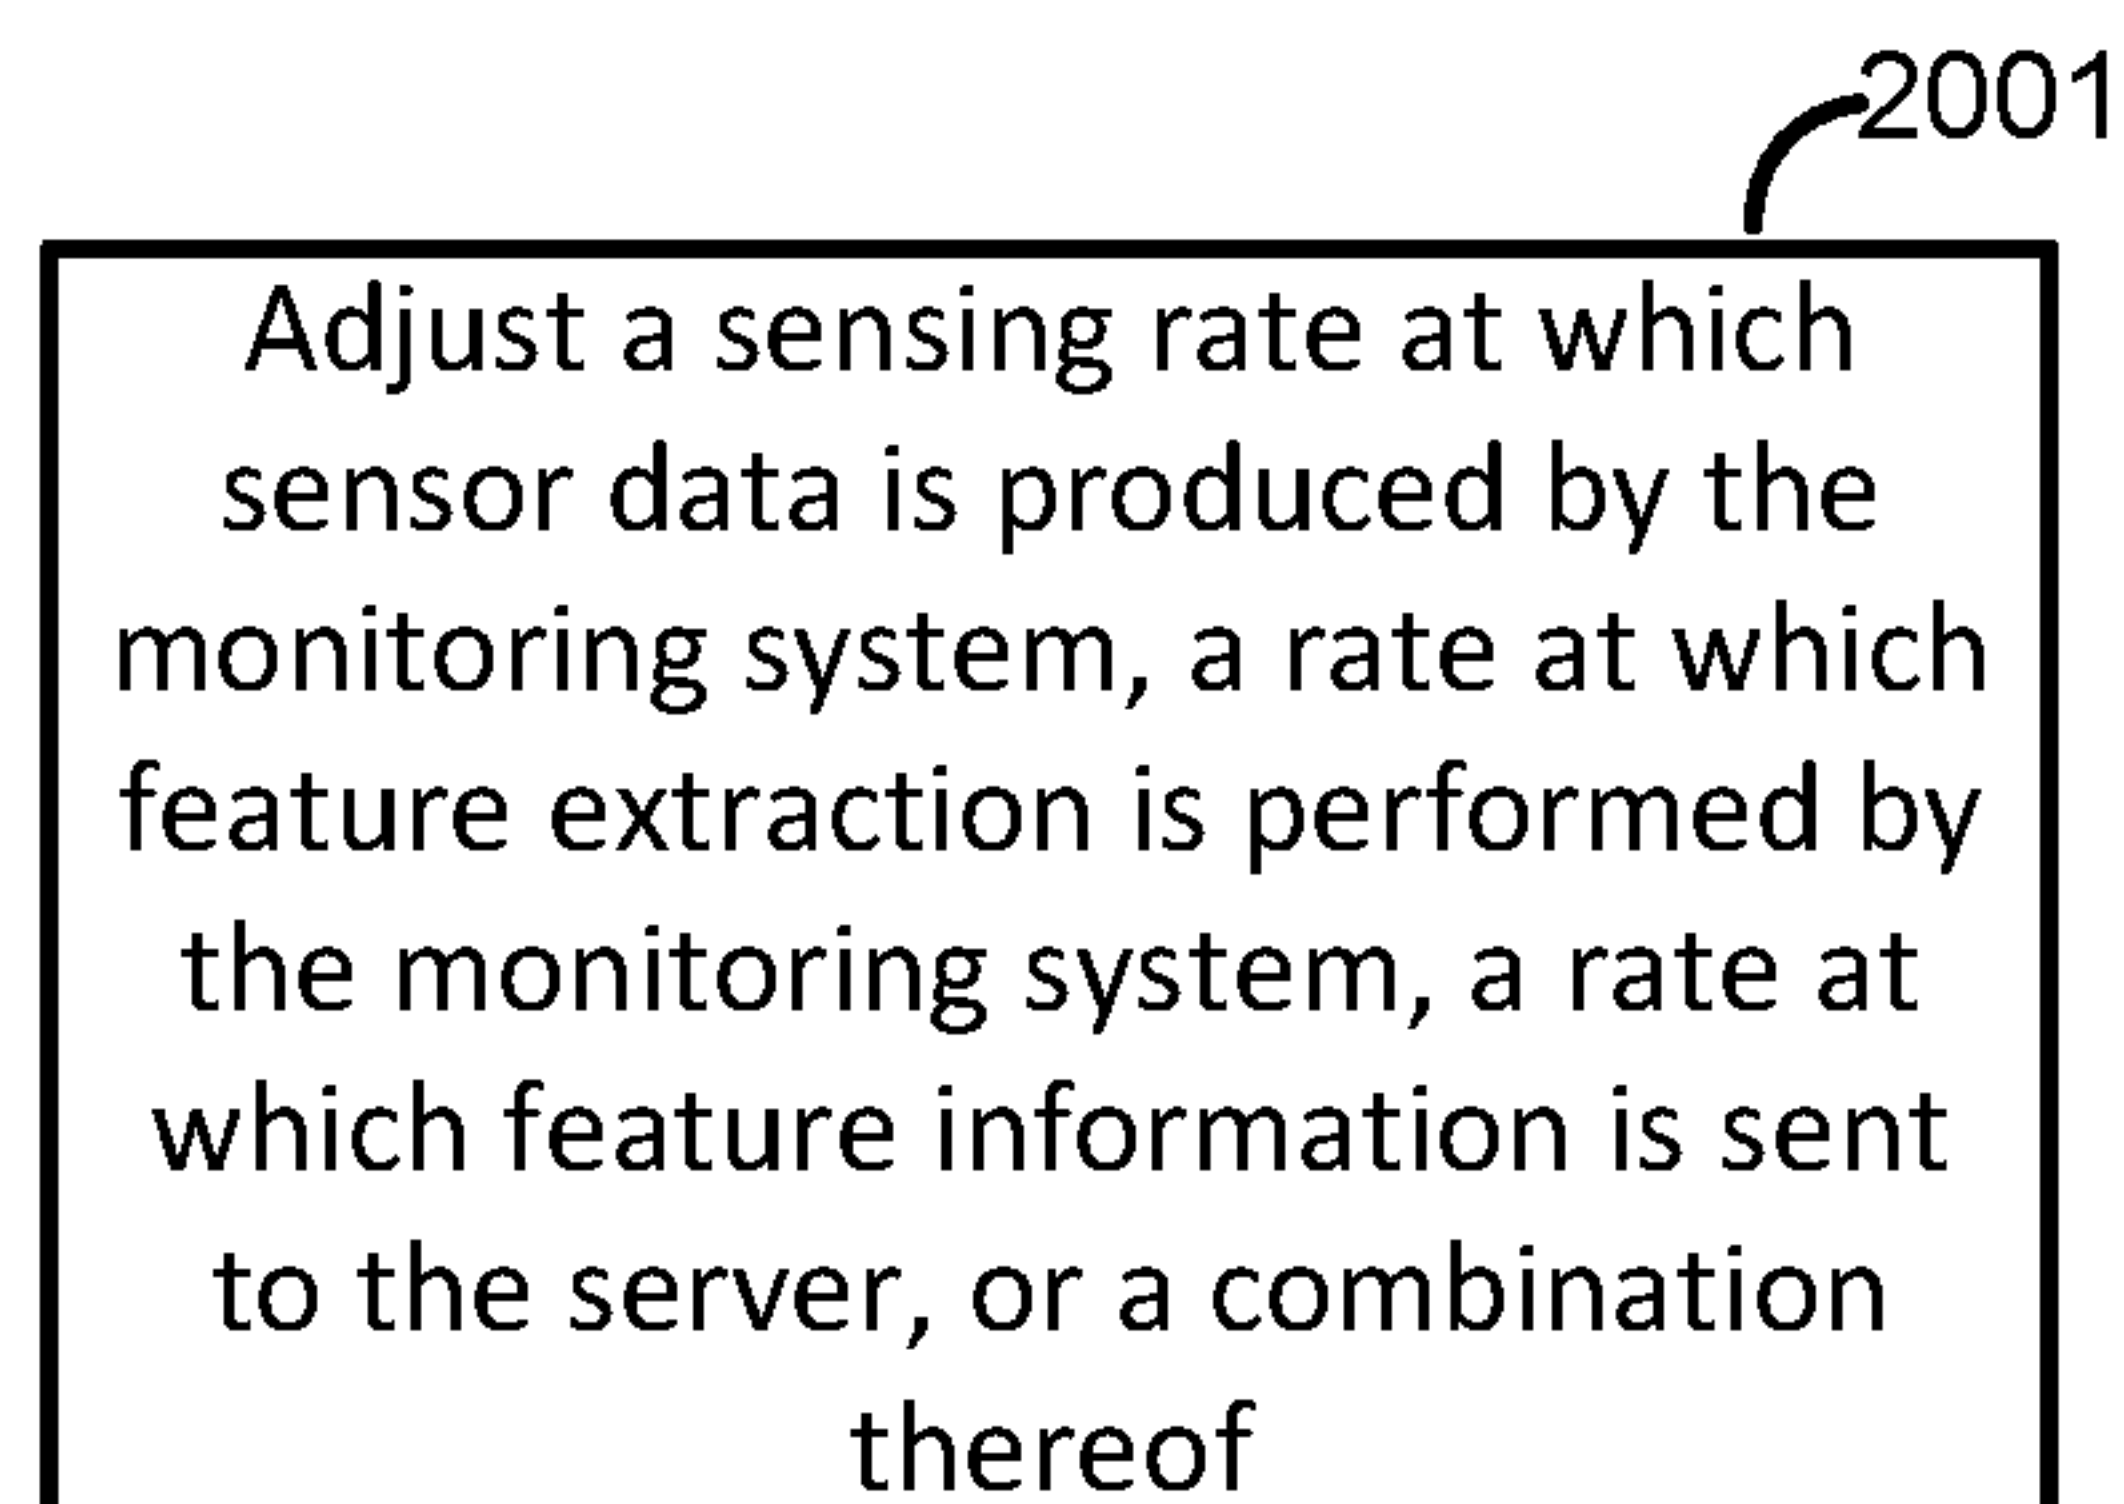 2001
Adjust a sensing rate at which
sensor data is produced by the
monitoring system, a rate at which
feature extraction is performed by
the monitoring system, a rate at
which feature information is sent
to the server, or a combination
thereof